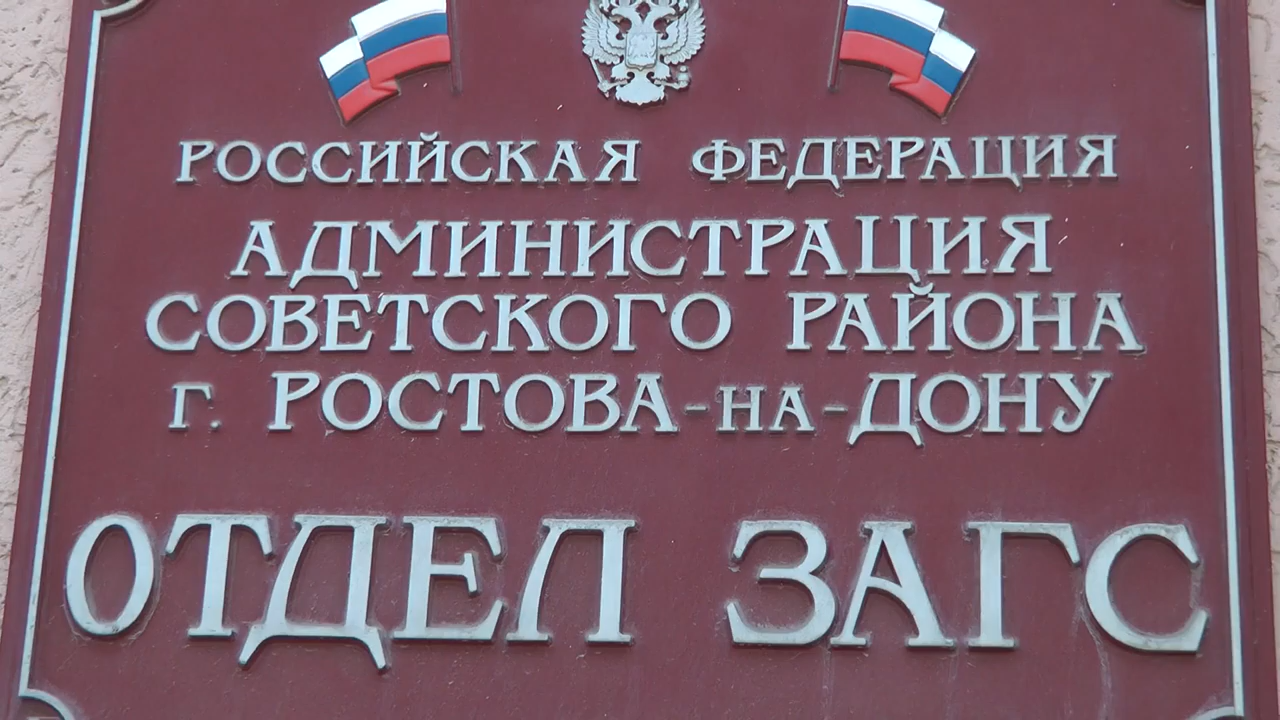 РОССИЙСКАЯ ФЕДЕРАЦИЯ
АДМИНИСТРАЦИЯ
СОВЕТСКОГО РАЙОНА
г. РОСТОВА-НА-ДОНУ
ОТДЕЛ ЗАГС